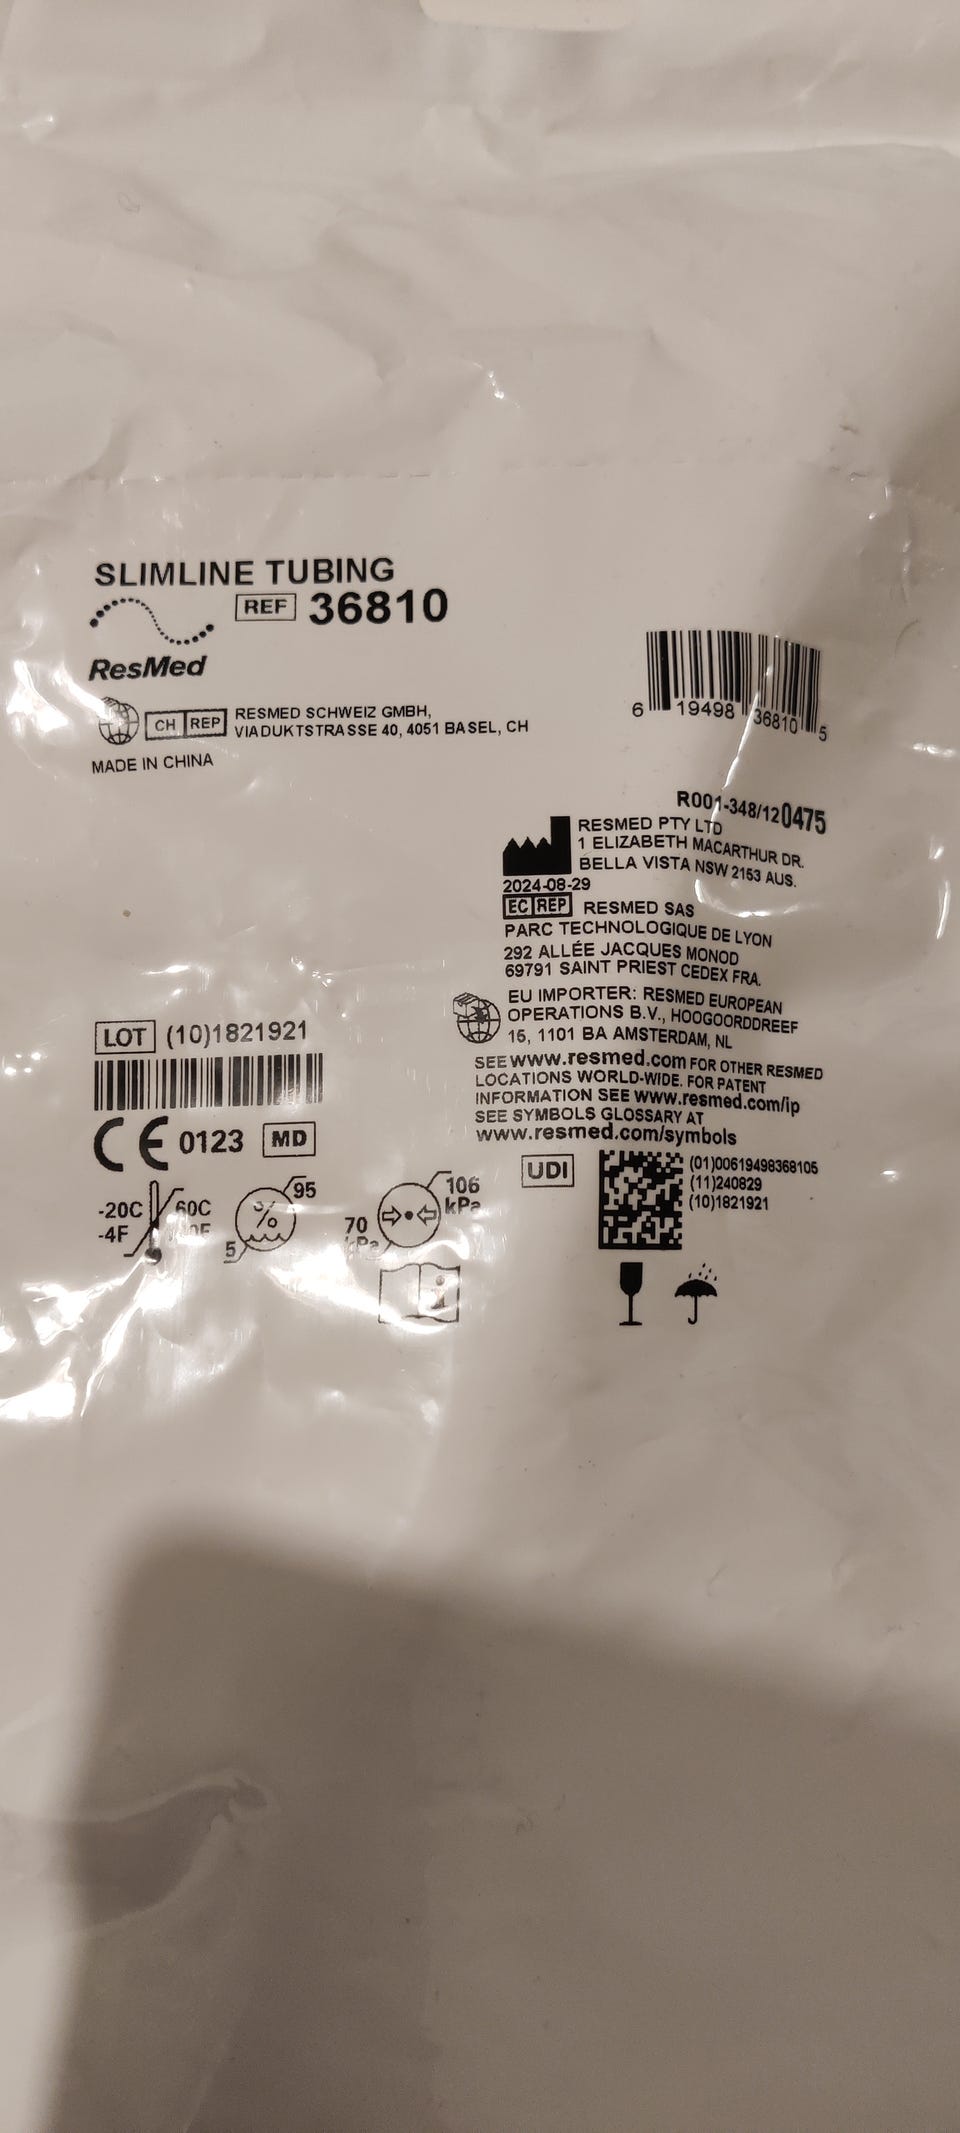 SLIMLINE TUBING
REF 36810
ResMed
CH REP RESMED SCHWEIZ GMBH,
VIADUKTSTRASSE 40, 4051 BASEL, CH
MADE IN CHINA
6 19498 36810 5
R001-348/12 0475
RESMED PTY LTD
1 ELIZABETH MACARTHUR DR.
BELLA VISTA NSW 2153 AUS.
2024-08-29
EC REP RESMED SAS
PARC TECHNOLOGIQUE DE LYON
292 ALLÉE JACQUES MONOD
69791 SAINT PRIEST CEDEX FRA.
EU IMPORTER: RESMED EUROPEAN
OPERATIONS B.V., HOOGOORDDREEF
15, 1101 BA AMSTERDAM, NL
SEE www.resmed.com FOR OTHER RESMED
LOCATIONS WORLD-WIDE. FOR PATENT
INFORMATION SEE www.resmed.com/ip
SEE SYMBOLS GLOSSARY AT
www.resmed.com/symbols
LOT (10)1821921
CE 0123 MD
-20C 60C
-4F
95
%
5
106
kPa
70
kPa
UDI
(01)00619498368105
(11)240829
(10)1821921